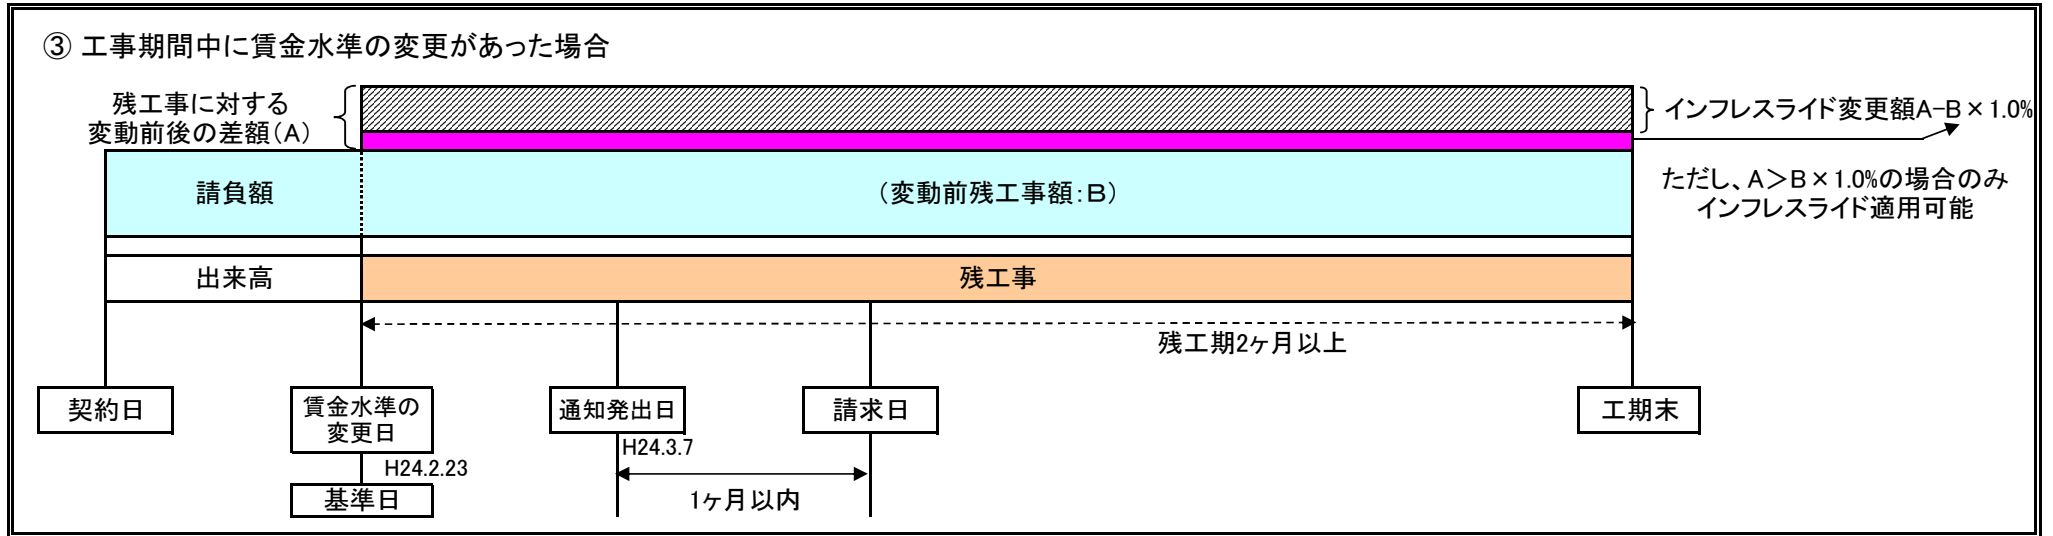 ③ 工事期間中に賃金水準の変更があった場合
残工事に対する
変動前後の差額(A)
インフレスライド変更額A-B×1.0%
請負額
(変動前残工事額:B)
ただし、A>B×1.0%の場合のみ
インフレスライド適用可能
出来高
残工事
残工期2ヶ月以上
契約日
賃金水準の
変更日
通知発出日
請求日
工期末
H24.3.7
H24.2.23
基準日
1ヶ月以内